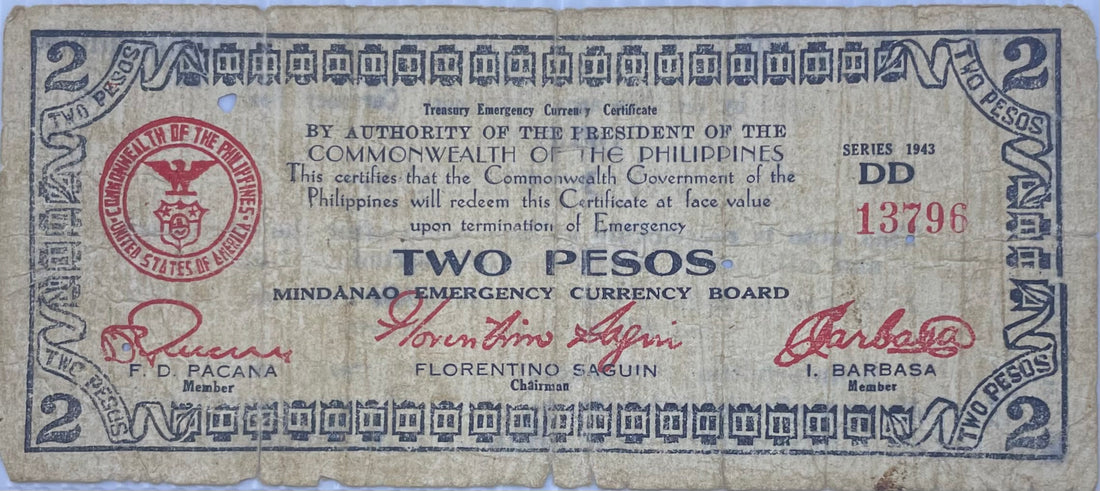 2 2
TWO PESOS TWO PESOS
Treasury Emergency Currency Certificate
BY AUTHORITY OF THE PRESIDENT OF THE
COMMONWEALTH OF THE PHILIPPINES
SERIES 1943
This certifies that the Commonwealth Government of the
DD
Philippines will redeem this Certificate at face value
13796
upon termination of Emergency
COMMONWEALTH OF THE PHILIPPINES
UNITED STATES OF AMERICA
TWO PESOS
MINDANAO EMERGENCY CURRENCY BOARD
Florentino Saguin
Barbasa
F. D. PACANA FLORENTINO SAGUIN I. BARBASA
Member Chairman Member
TWO PESOS TWO PESOS
2 2